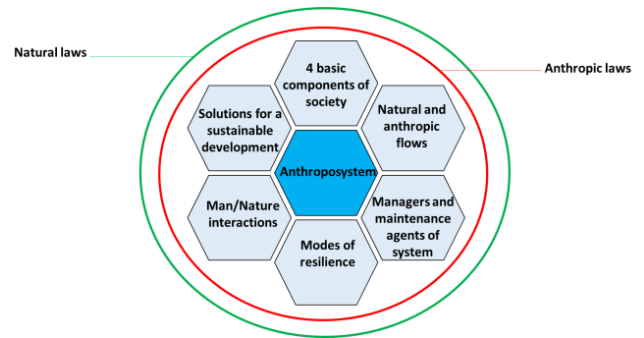 Natural laws
Anthropic laws
4 basic
components of
society
Solutions for a
sustainable
development
Natural and
anthropic
flows
Anthroposystem
Man/Nature
interactions
Managers and
maintenance
agents of
system
Modes of
resilience